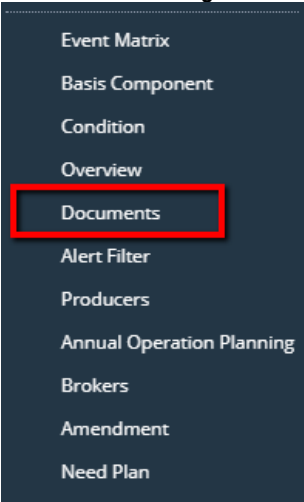 Event Matrix
Basis Component
Condition
Overview
Documents
Alert Filter
Producers
Annual Operation Planning
Brokers
Amendment
Need Plan